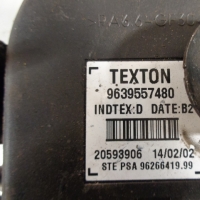 TEXTON
9639557480
INDTEX:D DATE:B2
20593906 14/02/02
STE PSA 96266419.99